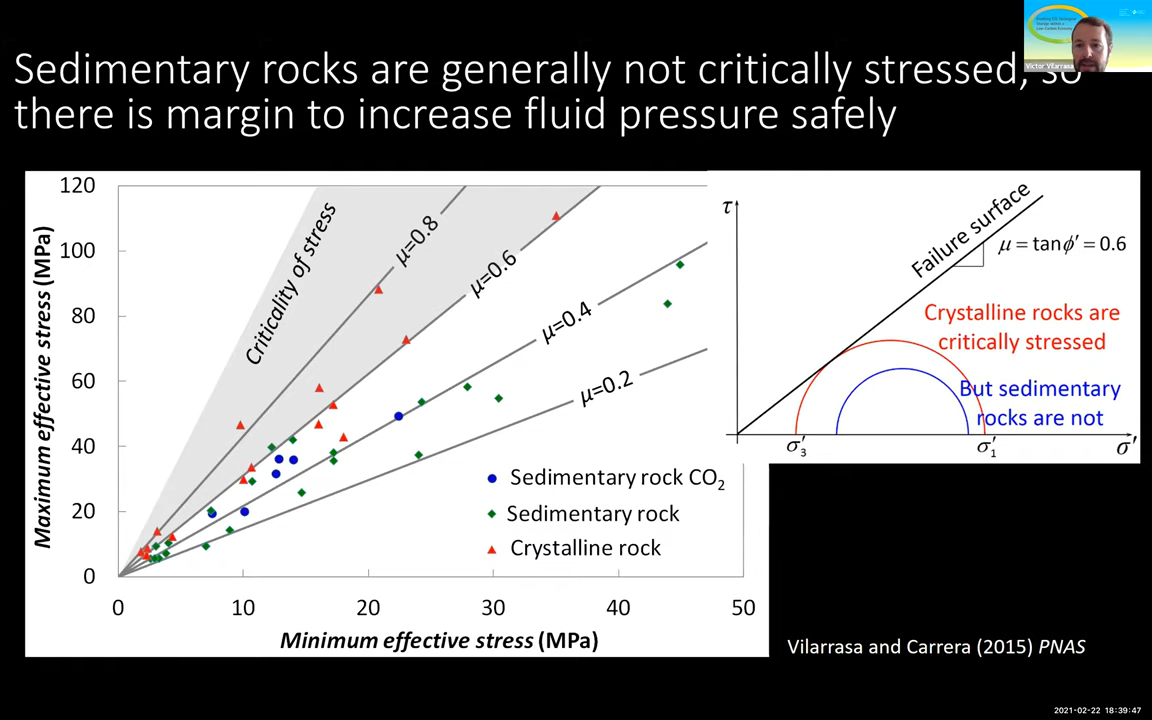 Sedimentary rocks are generally not critically stressed, so
there is margin to increase fluid pressure safely
Victor Vilarrasa
120
100
80
60
40
20
0
Maximum effective stress (MPa)
Criticality of stress
μ=0.8
μ=0.6
μ=0.4
μ=0.2
Sedimentary rock CO₂
Sedimentary rock
Crystalline rock
0 10 20 30 40 50
Minimum effective stress (MPa)
τ
Failure surface
μ = tanϕ′ = 0.6
Crystalline rocks are
critically stressed
But sedimentary
rocks are not
σ′₃ σ′₁ σ′
Vilarrasa and Carrera (2015) PNAS
2021-02-22 18:39:47